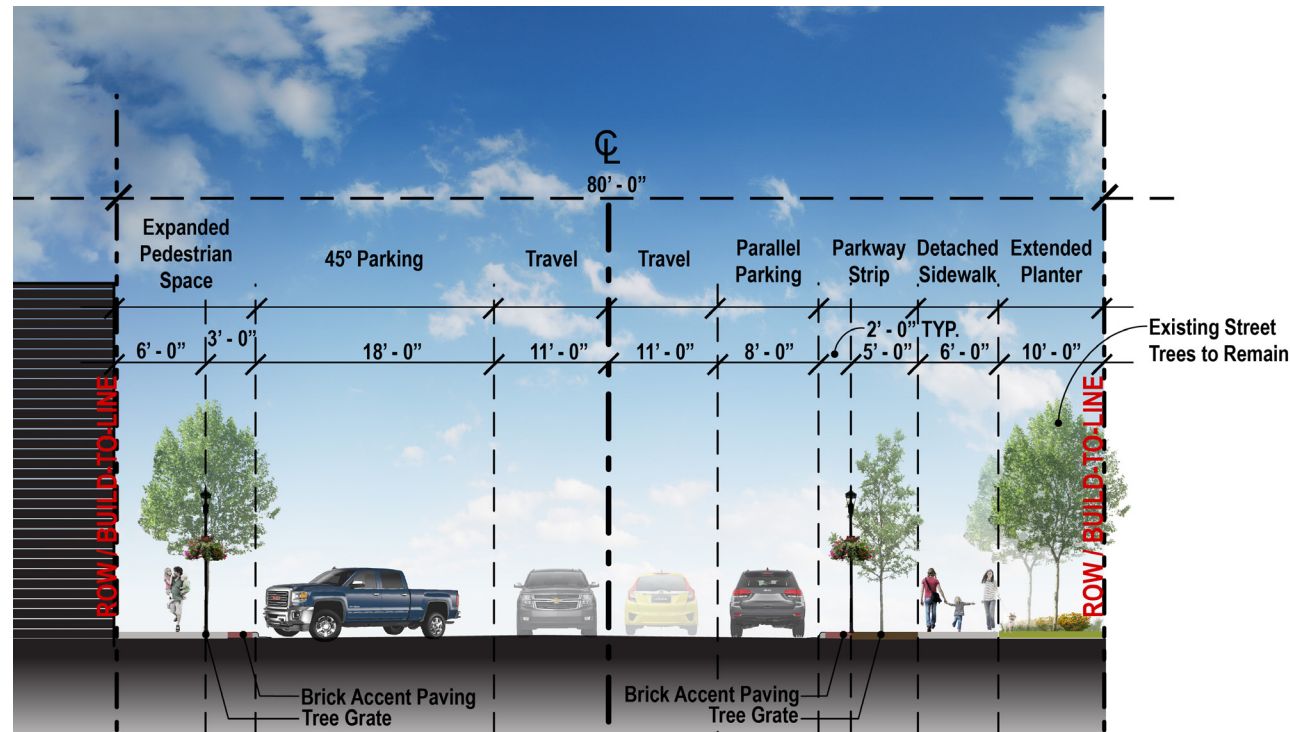 ℄
80' - 0”
Expanded
Pedestrian
Space
45º Parking
Travel
Travel
Parallel
Parking
Parkway
Strip
Detached
Sidewalk
Extended
Planter
6' - 0”
3' - 0”
18' - 0”
11' - 0”
11' - 0”
8' - 0”
2' - 0” TYP.
5' - 0”
6' - 0”
10' - 0”
Existing Street
Trees to Remain
ROW / BUILD-TO-LINE
ROW / BUILD-TO-LINE
Brick Accent Paving
Tree Grate
Brick Accent Paving
Tree Grate